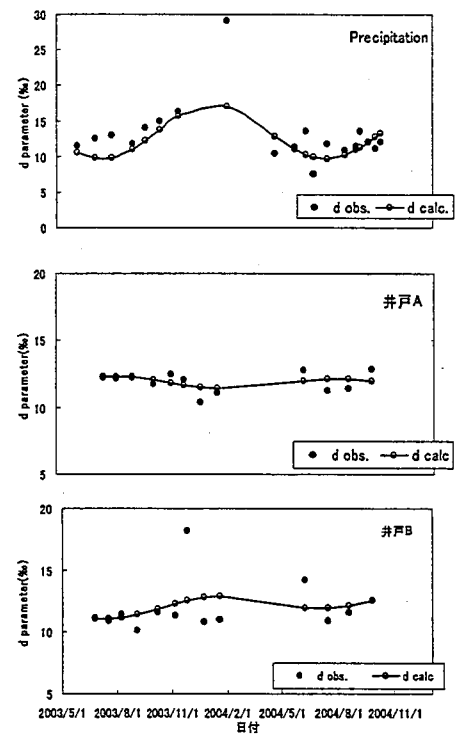 30
25
20
15
10
5
0
d parameter (‰)
Precipitation
d obs. d calc.
20
15
10
5
d parameter (‰)
井戸A
d obs. d calc
20
15
10
5
d parameter(‰)
井戸B
d obs. d calc
2003/5/1 2003/8/1 2003/11/1 2004/2/1 2004/5/1 2004/8/1 2004/11/1
日付